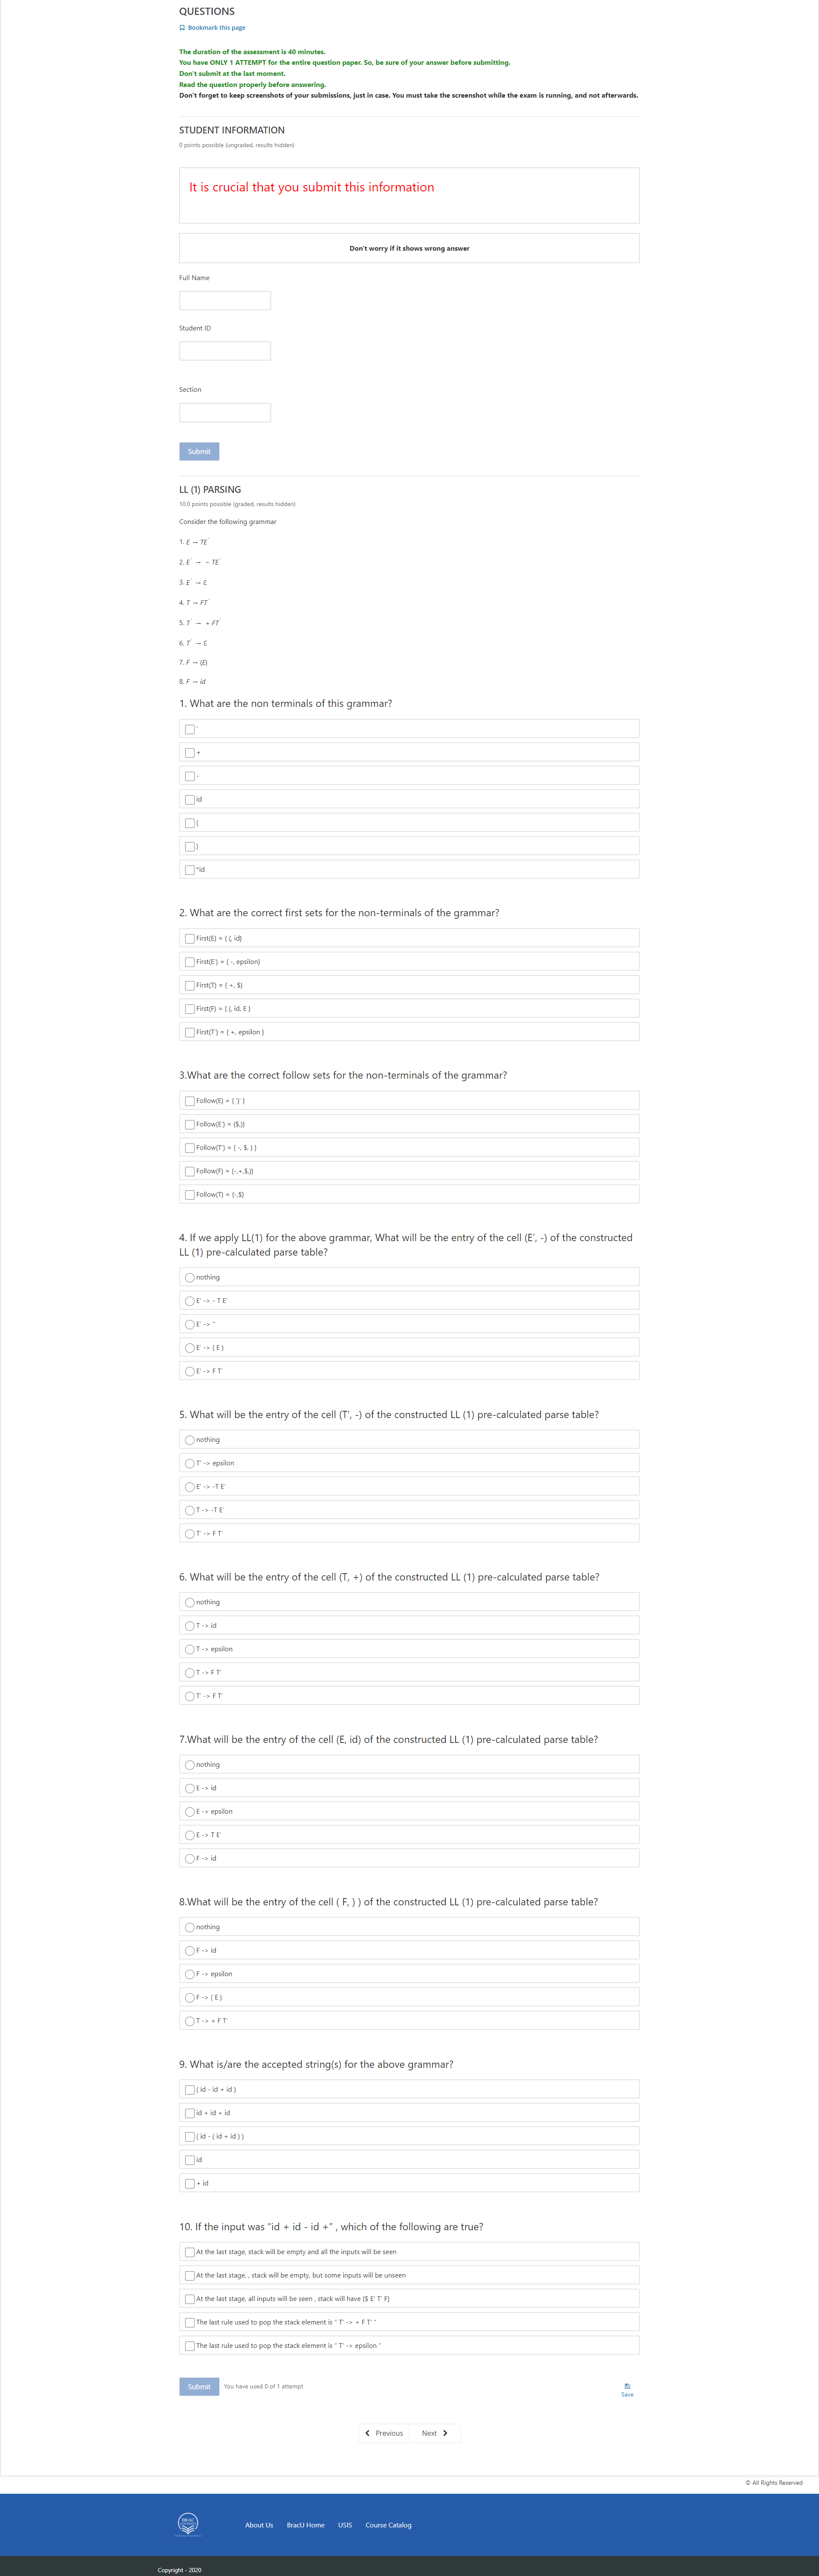 QUESTIONS
Bookmark this page
The duration of the assessment is 40 minutes.
You have ONLY 1 ATTEMPT for the entire question paper. So, be sure of your answer before submitting.
Don't submit at the last moment.
Read the question properly before answering.
Don't forget to keep screenshots of your submissions, just in case. You must take the screenshot while the exam is running, and not afterwards.
STUDENT INFORMATION
0 points possible (ungraded, results hidden)
It is crucial that you submit this information
Don't worry if it shows wrong answer
Full Name
Student ID
Section
Submit
LL (1) PARSING
10.0 points possible (graded, results hidden)
Consider the following grammar
1. E → TE'
2. E' → − TE'
3. E' → ε
4. T → FT'
5. T' → + FT'
6. T' → ε
7. F → (E)
8. F → id
1. What are the non terminals of this grammar?
'
+
-
id
(
)
*id
2. What are the correct first sets for the non-terminals of the grammar?
First(E) = { (, id}
First(E') = { -, epsilon}
First(T) = { +, $}
First(F) = { (, id, E }
First(T') = { +, epsilon }
3.What are the correct follow sets for the non-terminals of the grammar?
Follow(E) = { ')' }
Follow(E') = {$,)}
Follow(T') = { -, $, ) }
Follow(F) = {-,+,$,)}
Follow(T) = {-,$}
4. If we apply LL(1) for the above grammar, What will be the entry of the cell (E', -) of the constructed
LL (1) pre-calculated parse table?
nothing
E' -> - T E'
E' -> ''
E' -> ( E )
E' -> F T'
5. What will be the entry of the cell (T', -) of the constructed LL (1) pre-calculated parse table?
nothing
T' -> epsilon
E' -> -T E'
T -> -T E'
T' -> F T'
6. What will be the entry of the cell (T, +) of the constructed LL (1) pre-calculated parse table?
nothing
T -> id
T -> epsilon
T -> F T'
T' -> F T'
7.What will be the entry of the cell (E, id) of the constructed LL (1) pre-calculated parse table?
nothing
E -> id
E -> epsilon
E -> T E'
F -> id
8.What will be the entry of the cell ( F, ) ) of the constructed LL (1) pre-calculated parse table?
nothing
F -> id
F -> epsilon
F -> ( E )
T -> + F T'
9. What is/are the accepted string(s) for the above grammar?
( id - id + id )
id + id + id
( id - ( id + id ) )
id
+ id
10. If the input was "id + id - id +" , which of the following are true?
At the last stage, stack will be empty and all the inputs will be seen
At the last stage, , stack will be empty, but some inputs will be unseen
At the last stage, all inputs will be seen , stack will have {$ E' T' F}
The last rule used to pop the stack element is " T' -> + F T' "
The last rule used to pop the stack element is " T' -> epsilon "
Submit
You have used 0 of 1 attempt
Save
Previous
Next
© All Rights Reserved
About Us
BracU Home
USIS
Course Catalog
Copyright - 2020